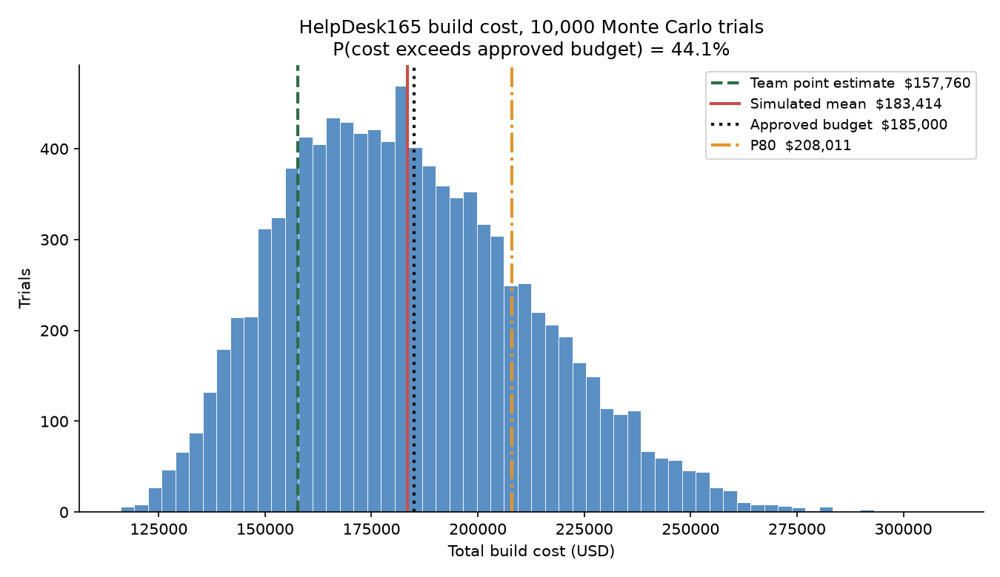 HelpDesk165 build cost, 10,000 Monte Carlo trials
P(cost exceeds approved budget) = 44.1%
Team point estimate  $157,760
Simulated mean  $183,414
Approved budget  $185,000
P80  $208,011
Trials
400
300
200
100
0
125000 150000 175000 200000 225000 250000 275000 300000
Total build cost (USD)